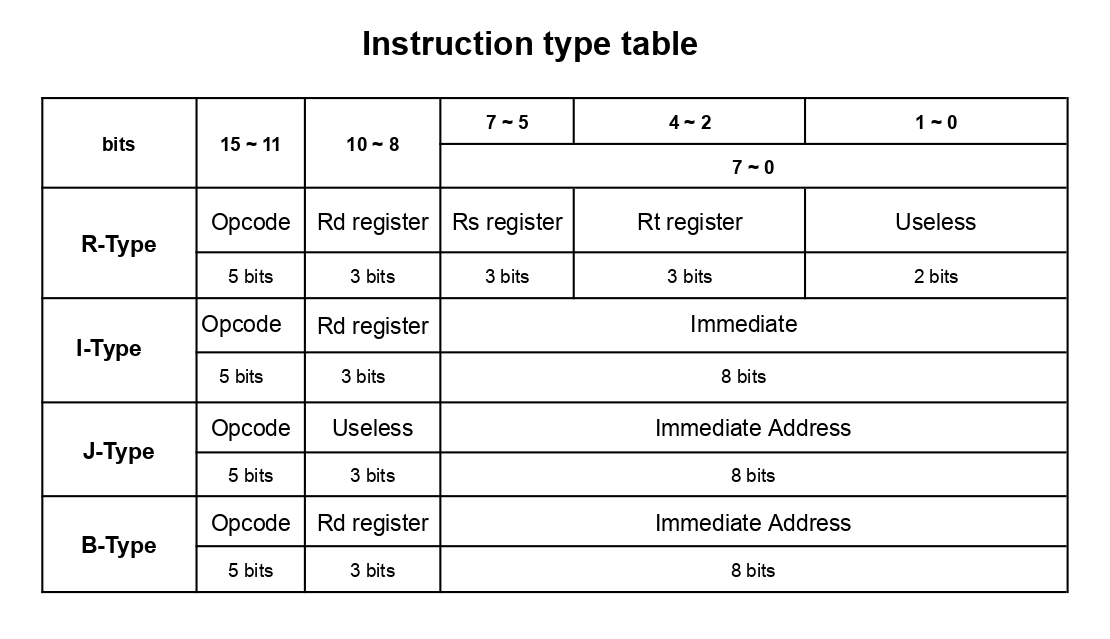 Instruction type table
bits 15 ~ 11 10 ~ 8 7 ~ 5 4 ~ 2 1 ~ 0
7 ~ 0
R-Type Opcode Rd register Rs register Rt register Useless
5 bits 3 bits 3 bits 3 bits 2 bits
I-Type Opcode Rd register Immediate
5 bits 3 bits 8 bits
J-Type Opcode Useless Immediate Address
5 bits 3 bits 8 bits
B-Type Opcode Rd register Immediate Address
5 bits 3 bits 8 bits